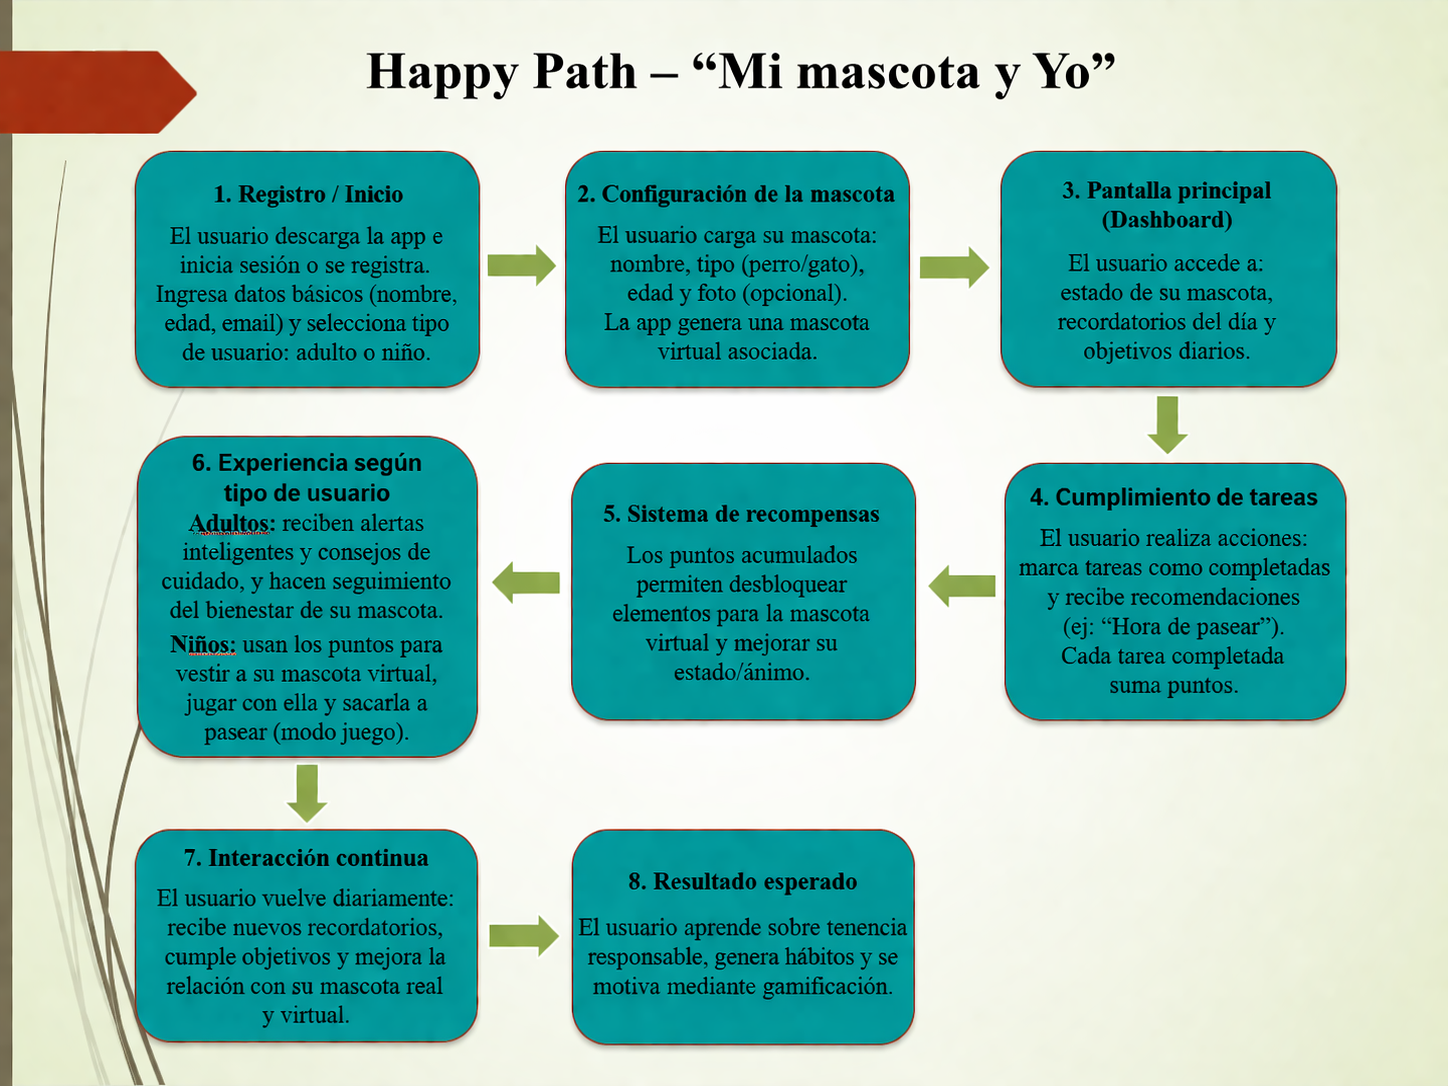 Happy Path – “Mi mascota y Yo”
1. Registro / Inicio
El usuario descarga la app e
inicia sesión o se registra.
Ingresa datos básicos (nombre,
edad, email) y selecciona tipo
de usuario: adulto o niño.
2. Configuración de la mascota
El usuario carga su mascota:
nombre, tipo (perro/gato),
edad y foto (opcional).
La app genera una mascota
virtual asociada.
3. Pantalla principal
(Dashboard)
El usuario accede a:
estado de su mascota,
recordatorios del día y
objetivos diarios.
4. Cumplimiento de tareas
El usuario realiza acciones:
marca tareas como completadas
y recibe recomendaciones
(ej: “Hora de pasear”).
Cada tarea completada
suma puntos.
5. Sistema de recompensas
Los puntos acumulados
permiten desbloquear
elementos para la mascota
virtual y mejorar su
estado/ánimo.
6. Experiencia según
tipo de usuario
Adultos: reciben alertas
inteligentes y consejos de
cuidado, y hacen seguimiento
del bienestar de su mascota.
Niños: usan los puntos para
vestir a su mascota virtual,
jugar con ella y sacarla a
pasear (modo juego).
7. Interacción continua
El usuario vuelve diariamente:
recibe nuevos recordatorios,
cumple objetivos y mejora la
relación con su mascota real
y virtual.
8. Resultado esperado
El usuario aprende sobre tenencia
responsable, genera hábitos y se
motiva mediante gamificación.